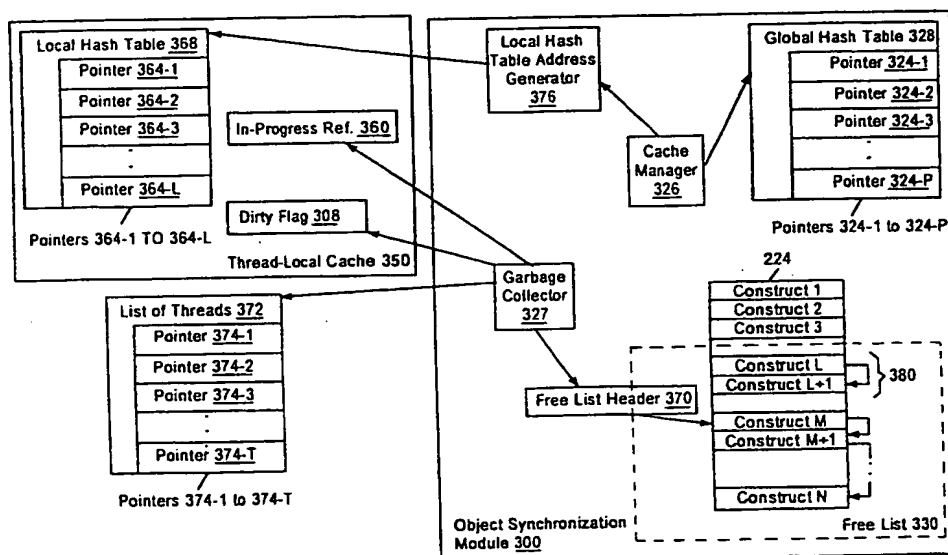 Local Hash Table 368
Pointer 364-1
Pointer 364-2
Pointer 364-3
Pointer 364-L
Pointers 364-1 TO 364-L
In-Progress Ref. 360
Dirty Flag 308
Thread-Local Cache 350
List of Threads 372
Pointer 374-1
Pointer 374-2
Pointer 374-3
Pointer 374-T
Pointers 374-1 to 374-T
Local Hash
Table Address
Generator
376
Cache
Manager
326
Global Hash Table 328
Pointer 324-1
Pointer 324-2
Pointer 324-3
Pointer 324-P
Pointers 324-1 to 324-P
Garbage
Collector
327
Free List Header 370
224
Construct 1
Construct 2
Construct 3
Construct L
Construct L+1
380
Construct M
Construct M+1
Construct N
Free List 330
Object Synchronization
Module 300